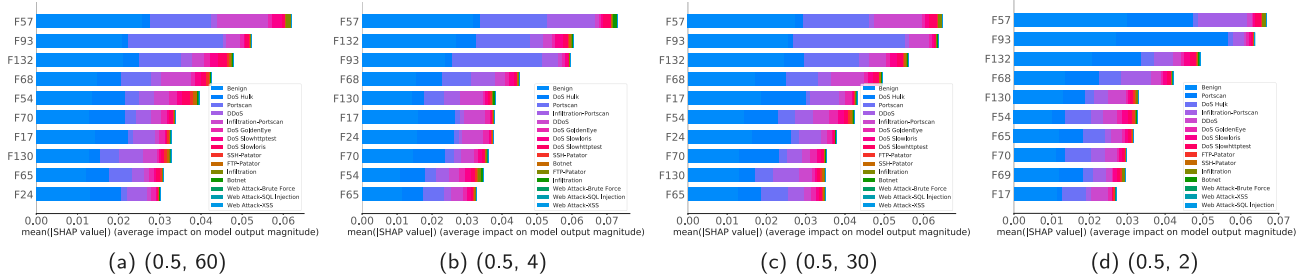 F57
F93
F132
F68
F54
F70
F17
F130
F65
F24
Benign
DoS Hulk
Portscan
DDoS
Infiltration-Portscan
DoS GoldenEye
DoS Slowhttptest
DoS Slowloris
SSH-Patator
FTP-Patator
Infiltration
Botnet
Web Attack-Brute Force
Web Attack-SQL Injection
Web Attack-XSS
0.00 0.01 0.02 0.03 0.04 0.05 0.06
mean(|SHAP value|) (average impact on model output magnitude)
(a) (0.5, 60)
F57
F132
F93
F68
F130
F17
F24
F70
F54
F65
Benign
DoS Hulk
Portscan
DDoS
Infiltration-Portscan
DoS GoldenEye
DoS Slowhttptest
DoS Slowloris
SSH-Patator
Botnet
FTP-Patator
Infiltration
Web Attack-Brute Force
Web Attack-SQL Injection
Web Attack-XSS
0.00 0.01 0.02 0.03 0.04 0.05 0.06 0.07
mean(|SHAP value|) (average impact on model output magnitude)
(b) (0.5, 4)
F57
F93
F132
F68
F17
F54
F24
F70
F130
F65
Benign
DoS Hulk
Portscan
Infiltration-Portscan
DDoS
DoS GoldenEye
DoS Slowloris
DoS Slowhttptest
FTP-Patator
SSH-Patator
Infiltration
Botnet
Web Attack-Brute Force
Web Attack-SQL Injection
Web Attack-XSS
0.00 0.01 0.02 0.03 0.04 0.05 0.06
mean(|SHAP value|) (average impact on model output magnitude)
(c) (0.5, 30)
F57
F93
F132
F68
F130
F54
F65
F70
F69
F17
Benign
Portscan
DoS Hulk
DDoS
Infiltration-Portscan
DoS GoldenEye
DoS Slowloris
DoS Slowhttptest
FTP-Patator
SSH-Patator
Infiltration
Botnet
Web Attack-Brute Force
Web Attack-XSS
Web Attack-SQL Injection
0.00 0.01 0.02 0.03 0.04 0.05 0.06 0.07
mean(|SHAP value|) (average impact on model output magnitude)
(d) (0.5, 2)